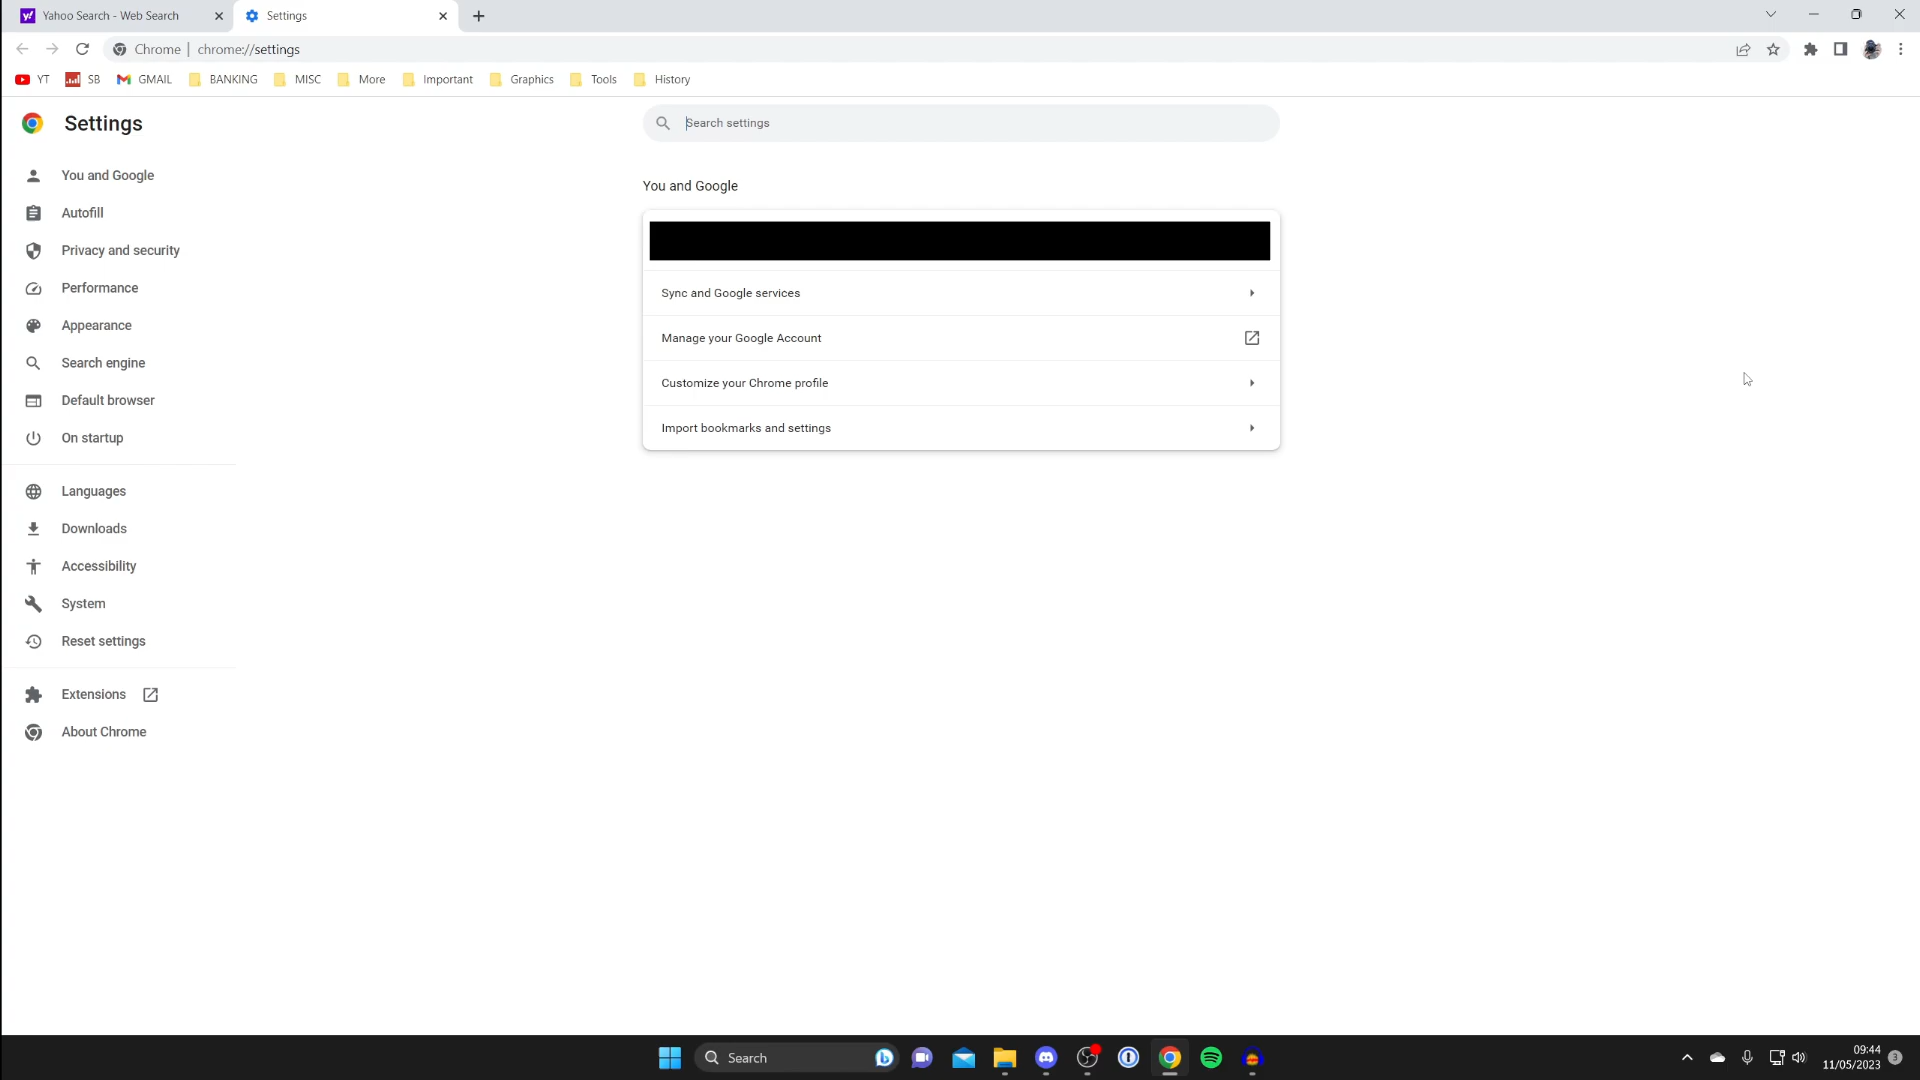 Yahoo Search - Web Search
Settings
Chrome | chrome://settings
YT SB GMAIL BANKING MISC More Important Graphics Tools History
Settings
Search settings
You and Google
Autofill
Privacy and security
Performance
Appearance
Search engine
Default browser
On startup
Languages
Downloads
Accessibility
System
Reset settings
Extensions
About Chrome
You and Google
Sync and Google services
Manage your Google Account
Customize your Chrome profile
Import bookmarks and settings
Search
09:44
11/05/2023
3